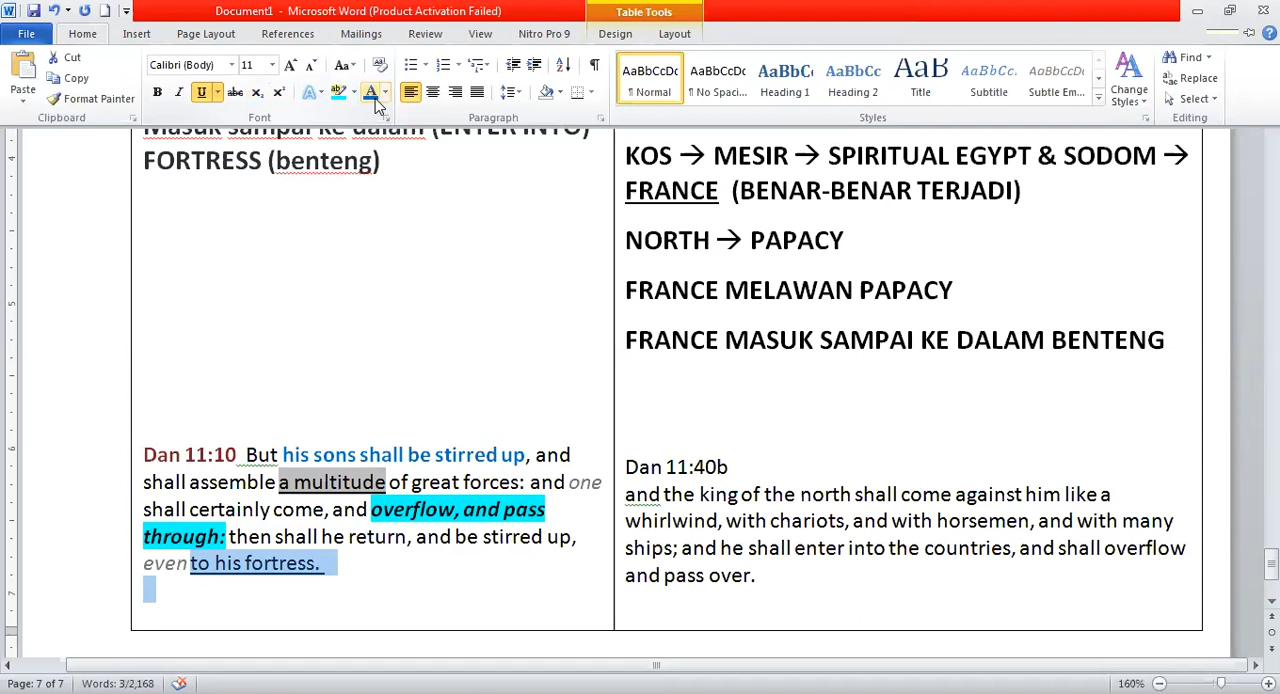 Document1 - Microsoft Word (Product Activation Failed)
Table Tools
File
Home
Insert
Page Layout
References
Mailings
Review
View
Nitro Pro 9
Design
Layout
Paste
Cut
Copy
Format Painter
Clipboard
Calibri (Body)
11
Font
Paragraph
AaBbCcDc
¶ Normal
AaBbCcDc
¶ No Spaci...
AaBbC
Heading 1
AaBbCc
Heading 2
AaB
Title
AaBbCc.
Subtitle
AaBbCcDc
Subtle Em...
Styles
Change
Styles
Find
Replace
Select
Editing
Masuk sampai ke dalam (ENTER INTO)
FORTRESS (benteng)
KOS → MESIR → SPIRITUAL EGYPT & SODOM →
FRANCE (BENAR-BENAR TERJADI)
NORTH → PAPACY
FRANCE MELAWAN PAPACY
FRANCE MASUK SAMPAI KE DALAM BENTENG
Dan 11:10 But his sons shall be stirred up, and
shall assemble a multitude of great forces: and one
shall certainly come, and overflow, and pass
through: then shall he return, and be stirred up,
even to his fortress.
Dan 11:40b
and the king of the north shall come against him like a
whirlwind, with chariots, and with horsemen, and with many
ships; and he shall enter into the countries, and shall overflow
and pass over.
Page: 7 of 7
Words: 3/2,168
160%